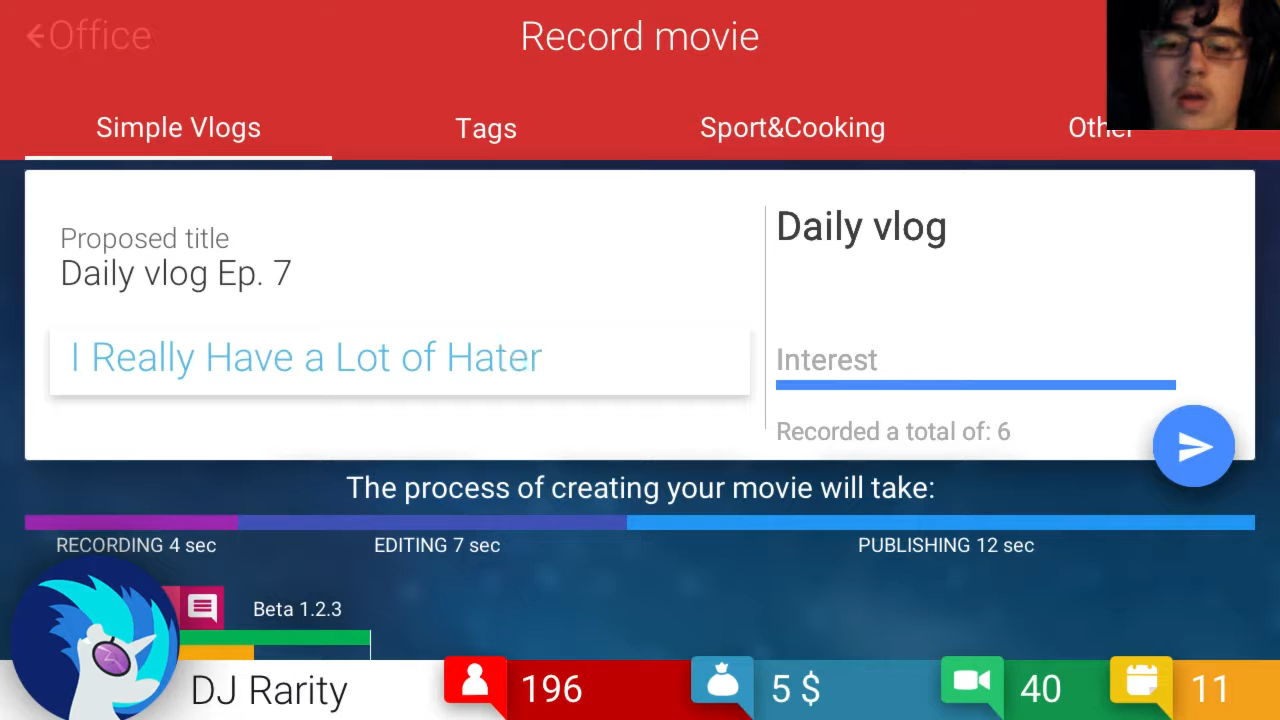 Office
Record movie
Simple Vlogs
Tags
Sport&Cooking
Other
Proposed title
Daily vlog Ep. 7
I Really Have a Lot of Hater
Daily vlog
Interest
Recorded a total of: 6
The process of creating your movie will take:
RECORDING 4 sec
EDITING 7 sec
PUBLISHING 12 sec
Beta 1.2.3
DJ Rarity
196
5 $
40
11